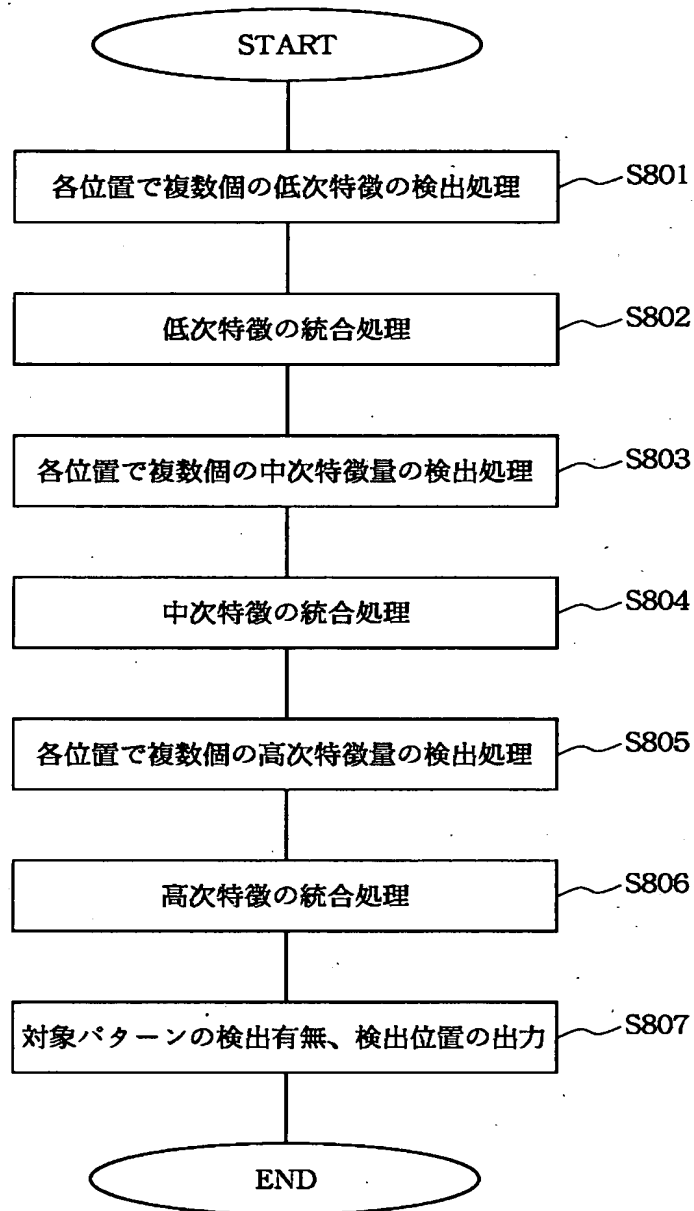 START
各位置で複数個の低次特徴の検出処理
S801
低次特徴の統合処理
S802
各位置で複数個の中次特徴量の検出処理
S803
中次特徴の統合処理
S804
各位置で複数個の高次特徴量の検出処理
S805
高次特徴の統合処理
S806
対象パターンの検出有無、検出位置の出力
S807
END